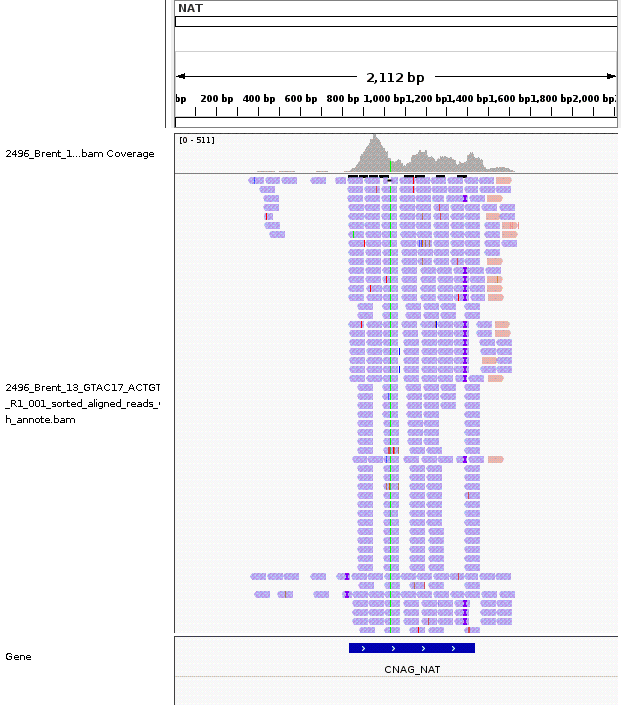 NAT
2,112 bp
bp 200 bp 400 bp 600 bp 800 bp 1,000 bp 1,200 bp 1,400 bp 1,600 bp 1,800 bp 2,000 bp
[0 - 511]
2496_Brent_1...bam Coverage
2496_Brent_13_GTAC17_ACTGT
_R1_001_sorted_aligned_reads_
h_annote.bam
Gene
CNAG_NAT